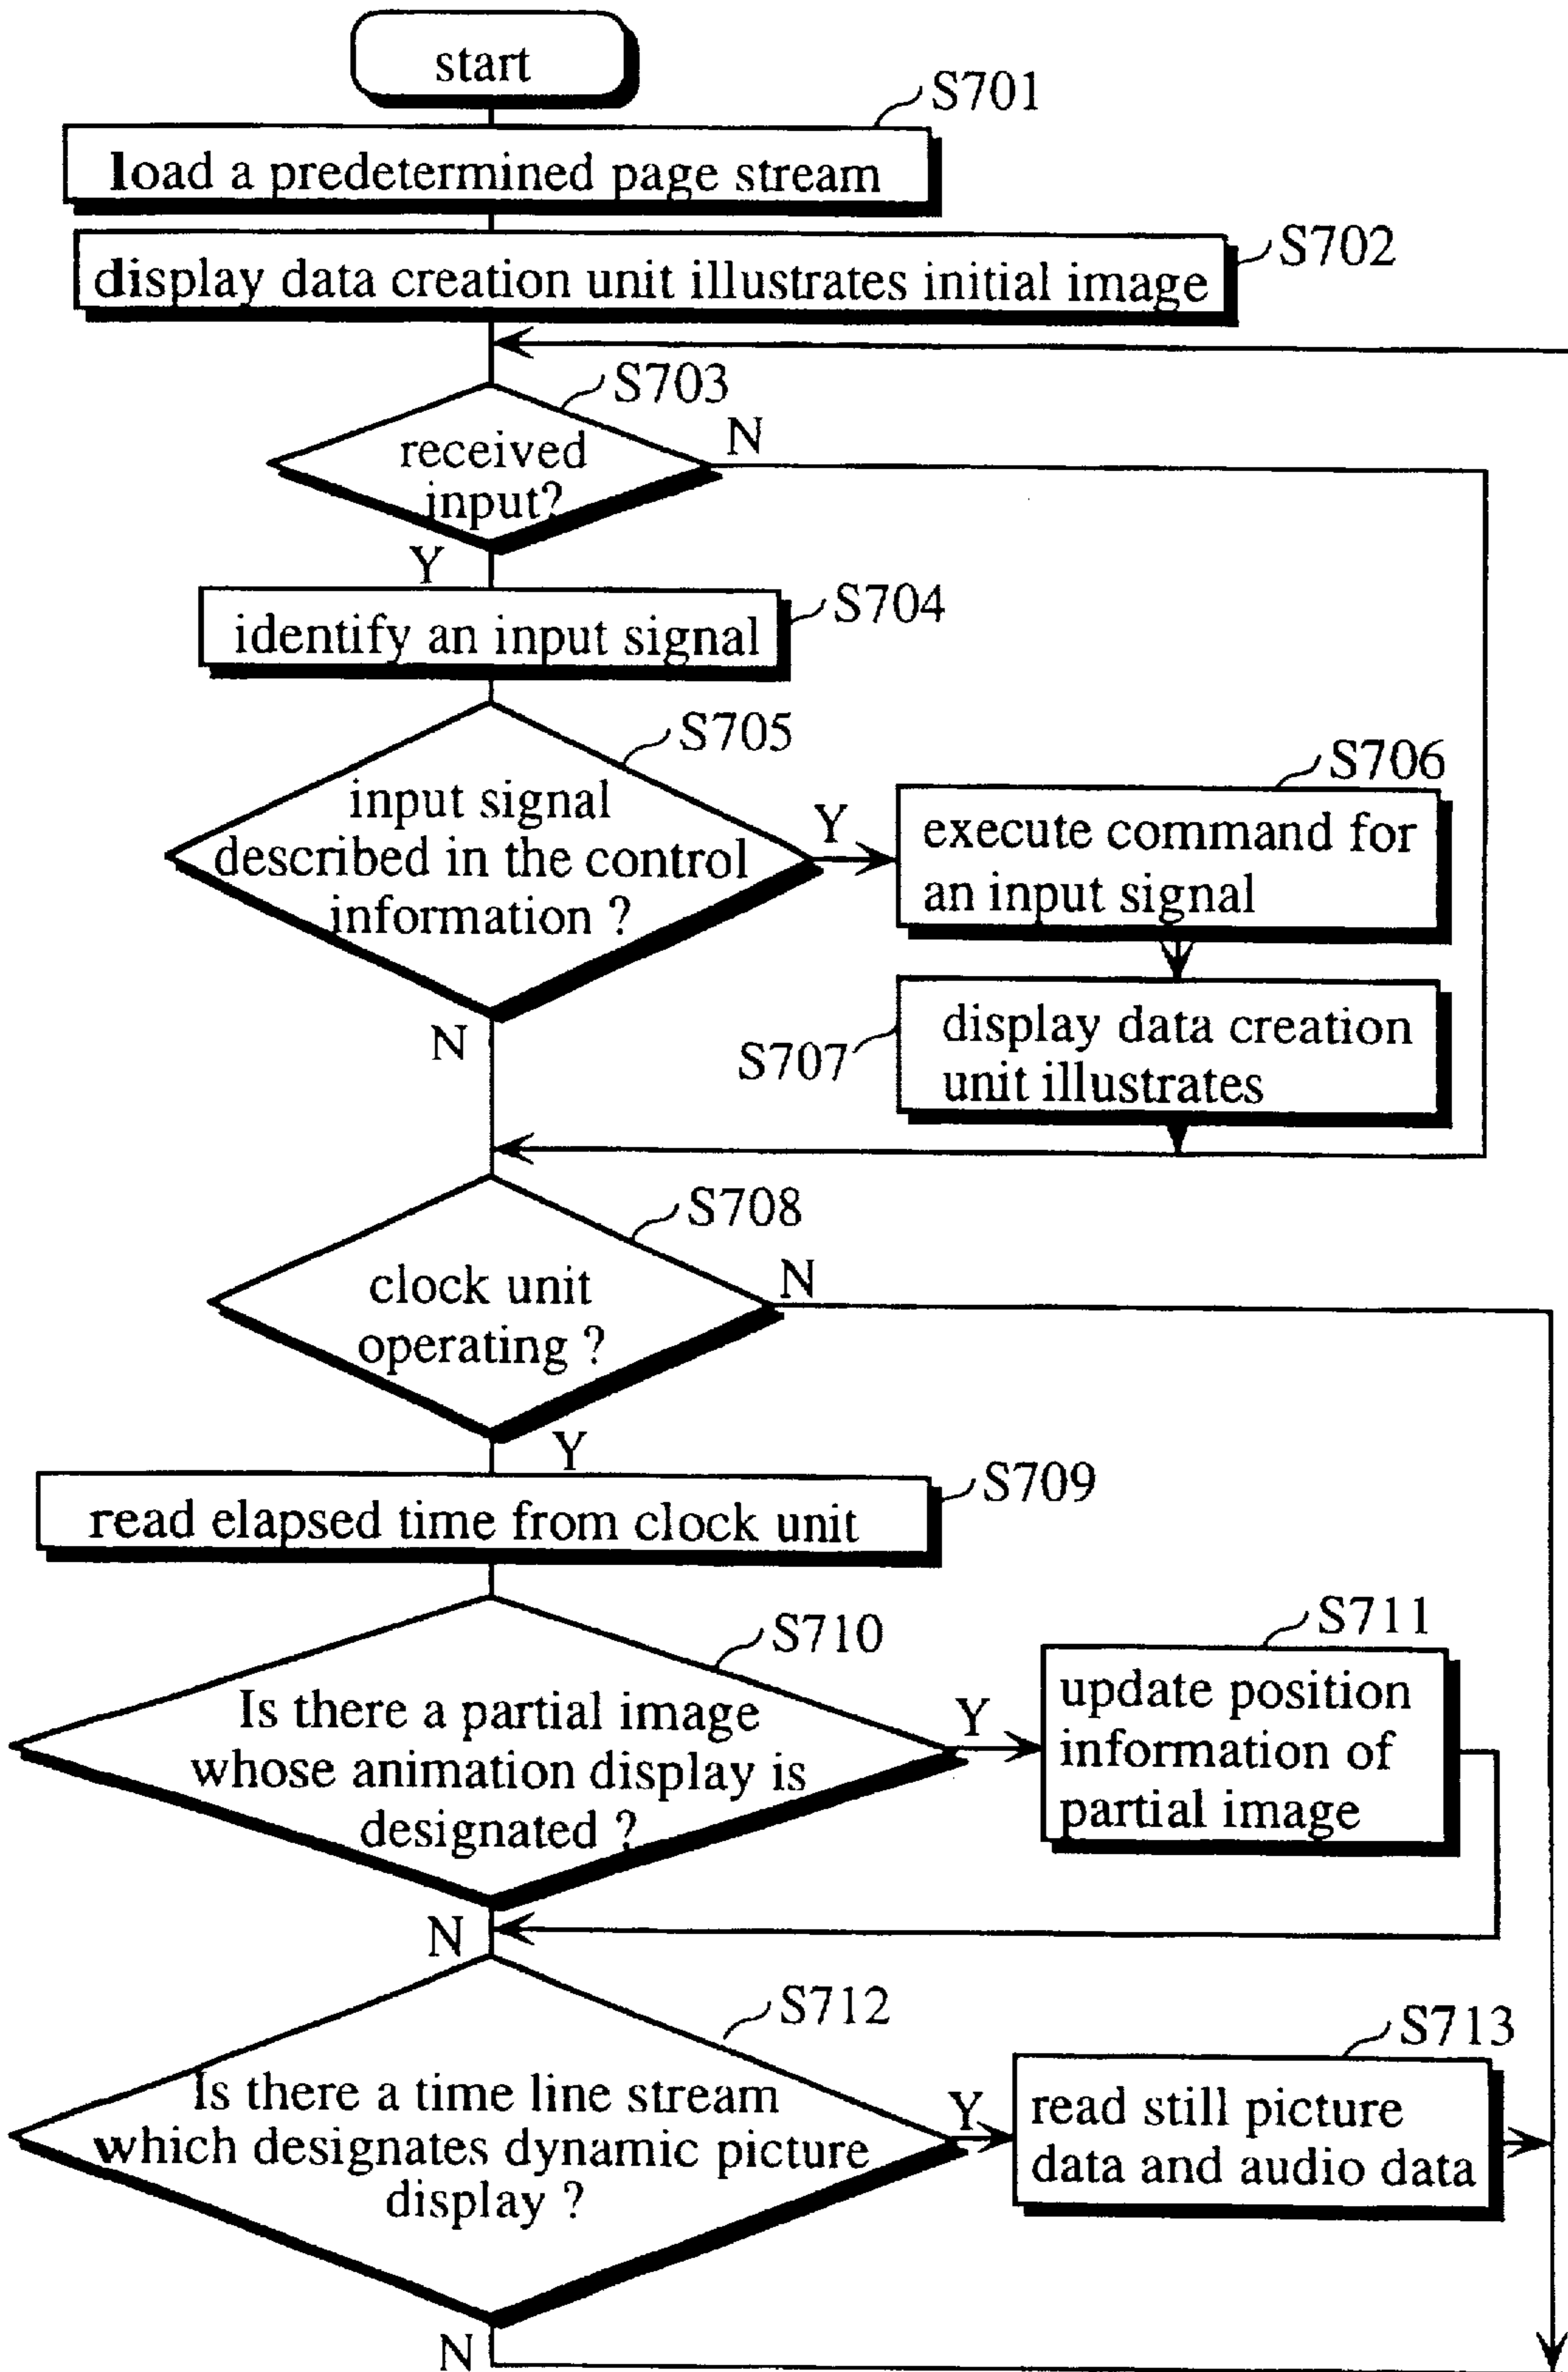 start
S701
load a predetermined page stream
S702
display data creation unit illustrates initial image
S703
received
input?
N
Y
S704
identify an input signal
S705
input signal
described in the control
information ?
Y
N
S706
execute command for
an input signal
S707
display data creation
unit illustrates
S708
clock unit
operating ?
N
Y
S709
read elapsed time from clock unit
S710
Is there a partial image
whose animation display is
designated ?
Y
N
S711
update position
information of
partial image
S712
Is there a time line stream
which designates dynamic picture
display ?
Y
N
S713
read still picture
data and audio data